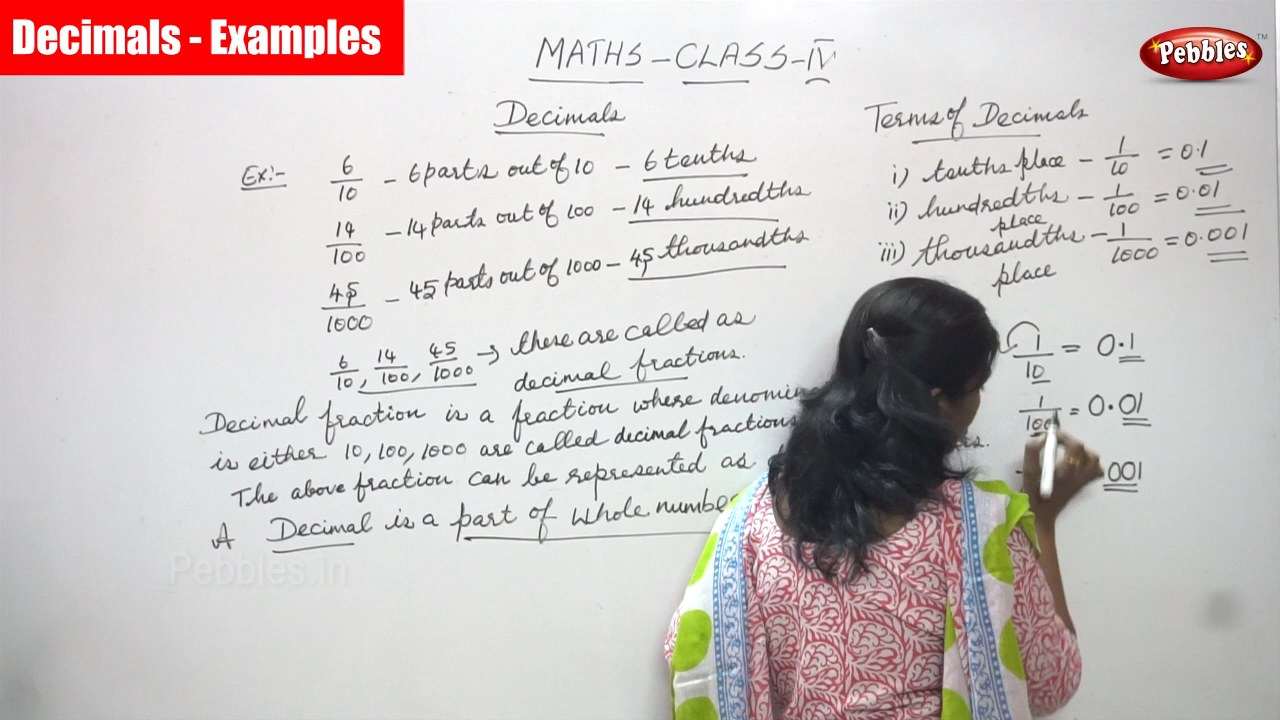 Decimals - Examples
Pebbles TM
MATHS - CLASS - IV
Decimals
Ex:- 6/10 - 6 parts out of 10 - 6 tenths
14/100 - 14 parts out of 100 - 14 hundredths
45/1000 - 45 parts out of 1000 - 45 thousandths
6/10, 14/100, 45/1000 → these are called as
decimal fractions.
Decimal fraction is a fraction where
is either 10, 100, 1000 are called decimal fractions
The above fraction can be represented as
A Decimal is a part of whole
Terms of Decimals
i) tenths place - 1/10 = 0.1
ii) hundredths place - 1/100 = 0.01
iii) thousandths place - 1/1000 = 0.001
1/10 = 0.1
1/100 = 0.01
001
Pebbles.in